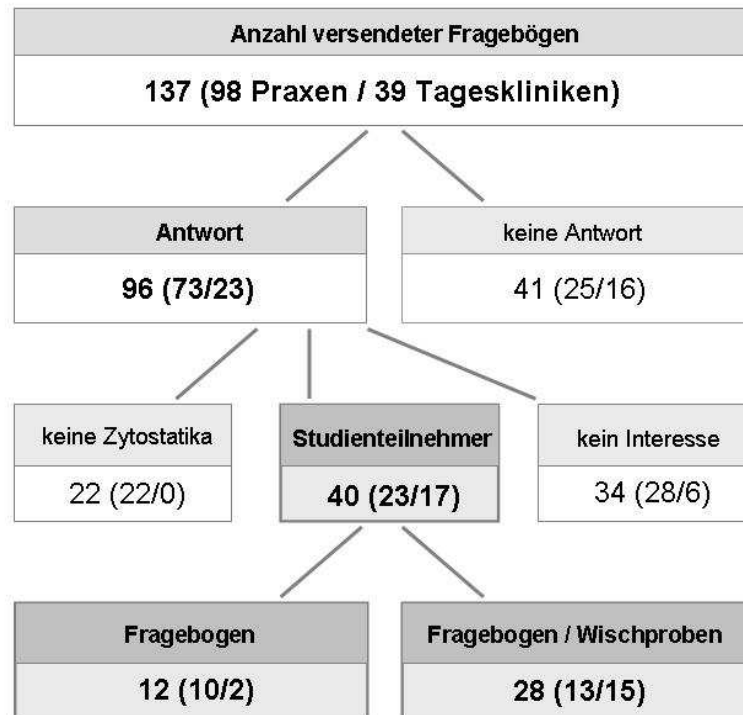 Anzahl versendeter Fragebögen
137 (98 Praxen / 39 Tageskliniken)
Antwort
96 (73/23)
keine Antwort
41 (25/16)
keine Zytostatika
22 (22/0)
Studienteilnehmer
40 (23/17)
kein Interesse
34 (28/6)
Fragebogen
12 (10/2)
Fragebogen / Wischproben
28 (13/15)